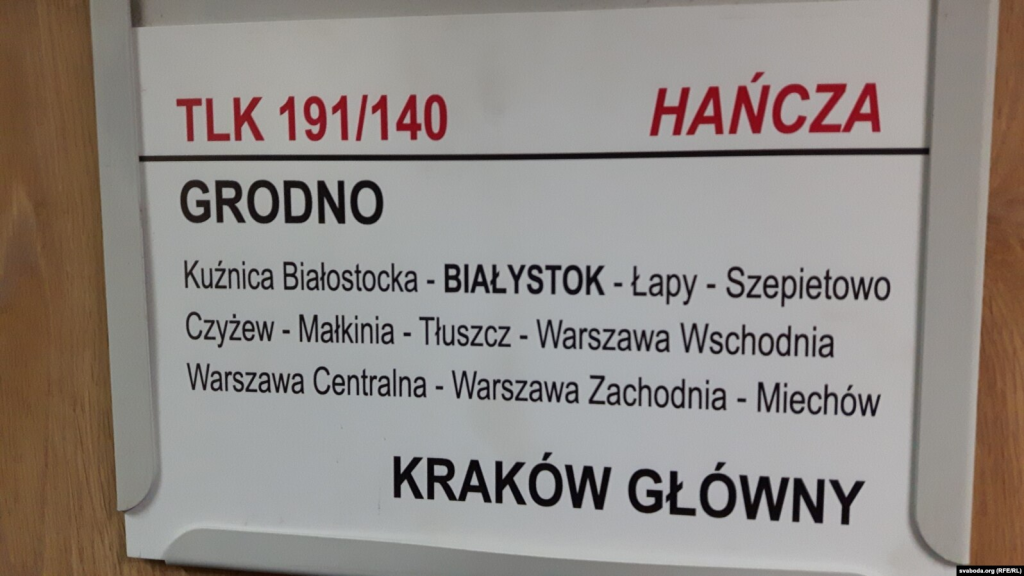 TLK 191/140 HAŃCZA
GRODNO
Kuźnica Białostocka - BIAŁYSTOK - Łapy - Szepietowo
Czyżew - Małkinia - Tłuszcz - Warszawa Wschodnia
Warszawa Centralna - Warszawa Zachodnia - Miechów
KRAKÓW GŁÓWNY
svaboda.org (RFE/RL)